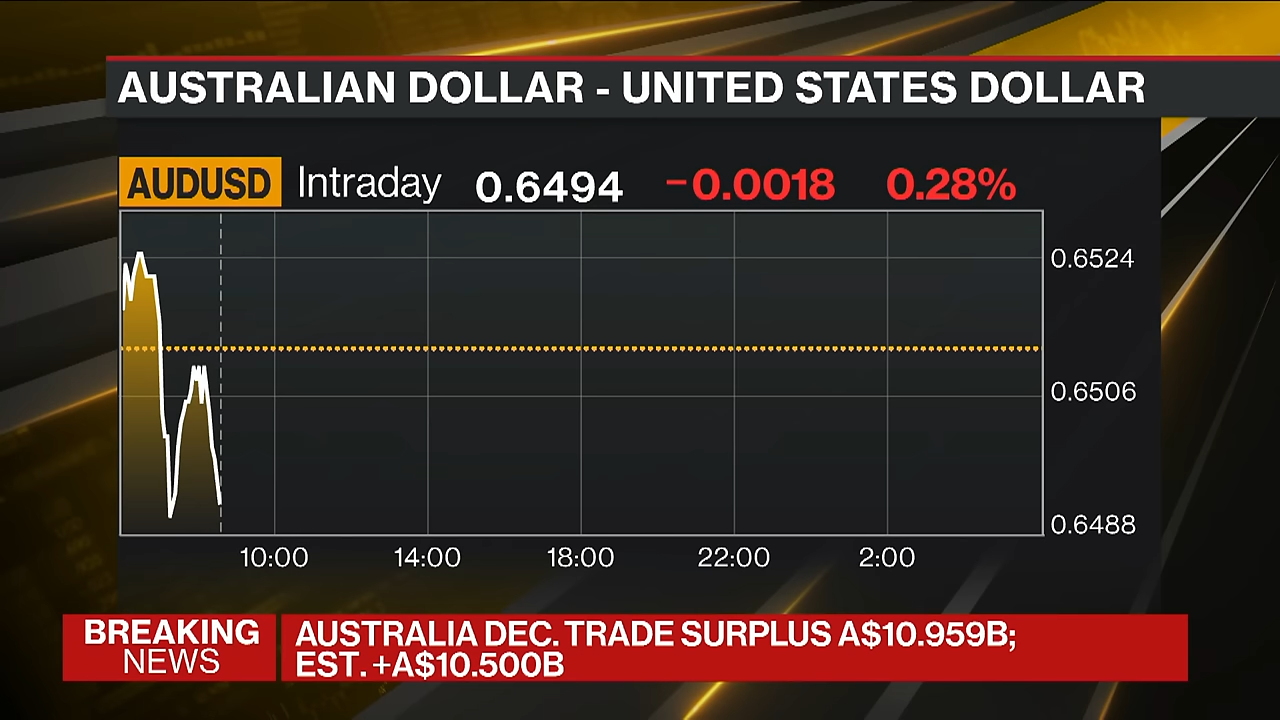 AUSTRALIAN DOLLAR - UNITED STATES DOLLAR
AUDUSD Intraday 0.6494 -0.0018 0.28%
0.6524
0.6506
0.6488
10:00 14:00 18:00 22:00 2:00
BREAKING
NEWS
AUSTRALIA DEC. TRADE SURPLUS A$10.959B;
EST. +A$10.500B